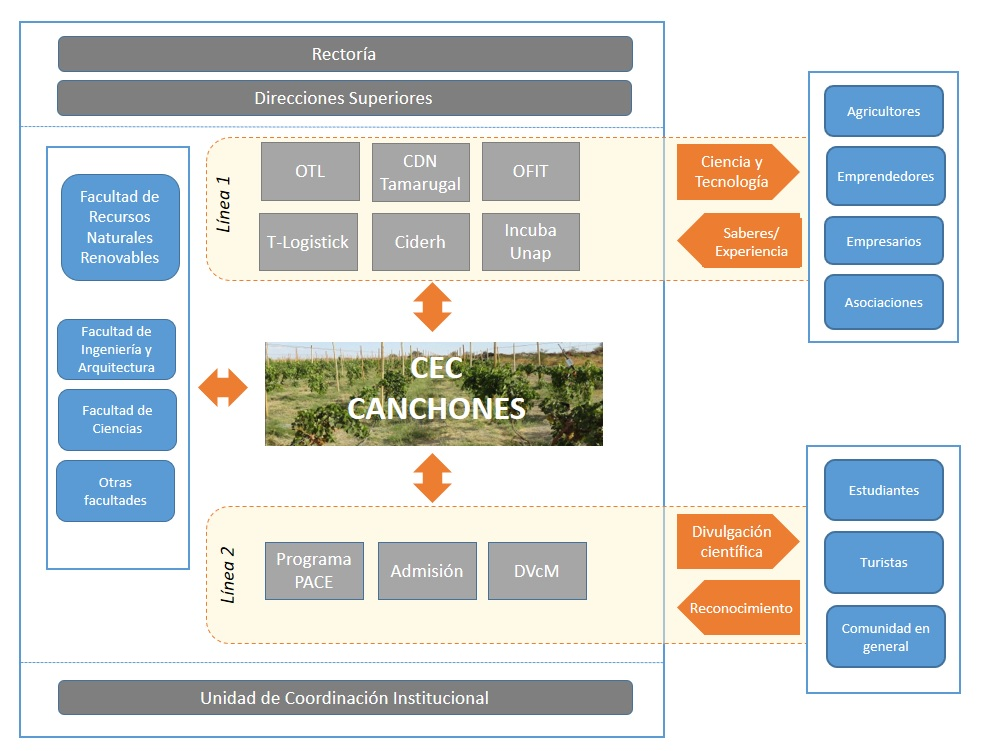 Rectoría
Direcciones Superiores
Facultad de
Recursos
Naturales
Renovables
Facultad de
Ingeniería y
Arquitectura
Facultad de
Ciencias
Otras
facultades
Línea 1
OTL
CDN
Tamarugal
OFIT
T-Logistick
Ciderh
Incuba
Unap
Ciencia y
Tecnología
Saberes/
Experiencia
Agricultores
Emprendedores
Empresarios
Asociaciones
CEC
CANCHONES
Línea 2
Programa
PACE
Admisión
DVcM
Divulgación
científica
Reconocimiento
Estudiantes
Turistas
Comunidad en
general
Unidad de Coordinación Institucional